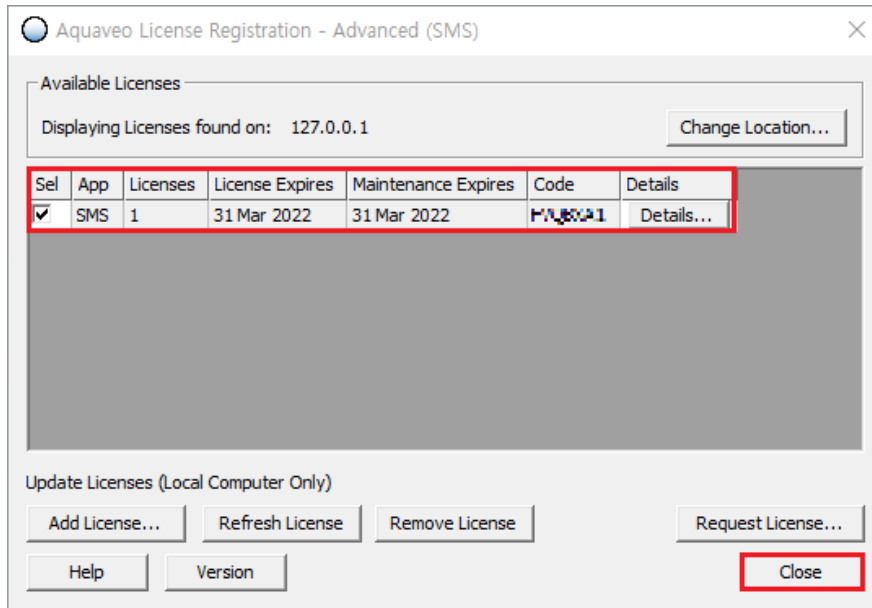 Aquaveo License Registration - Advanced (SMS)
Available Licenses
Displaying Licenses found on: 127.0.0.1 Change Location...
Sel App Licenses License Expires Maintenance Expires Code Details
SMS 1 31 Mar 2022 31 Mar 2022 Details...
Update Licenses (Local Computer Only)
Add License... Refresh License Remove License Request License...
Help Version Close